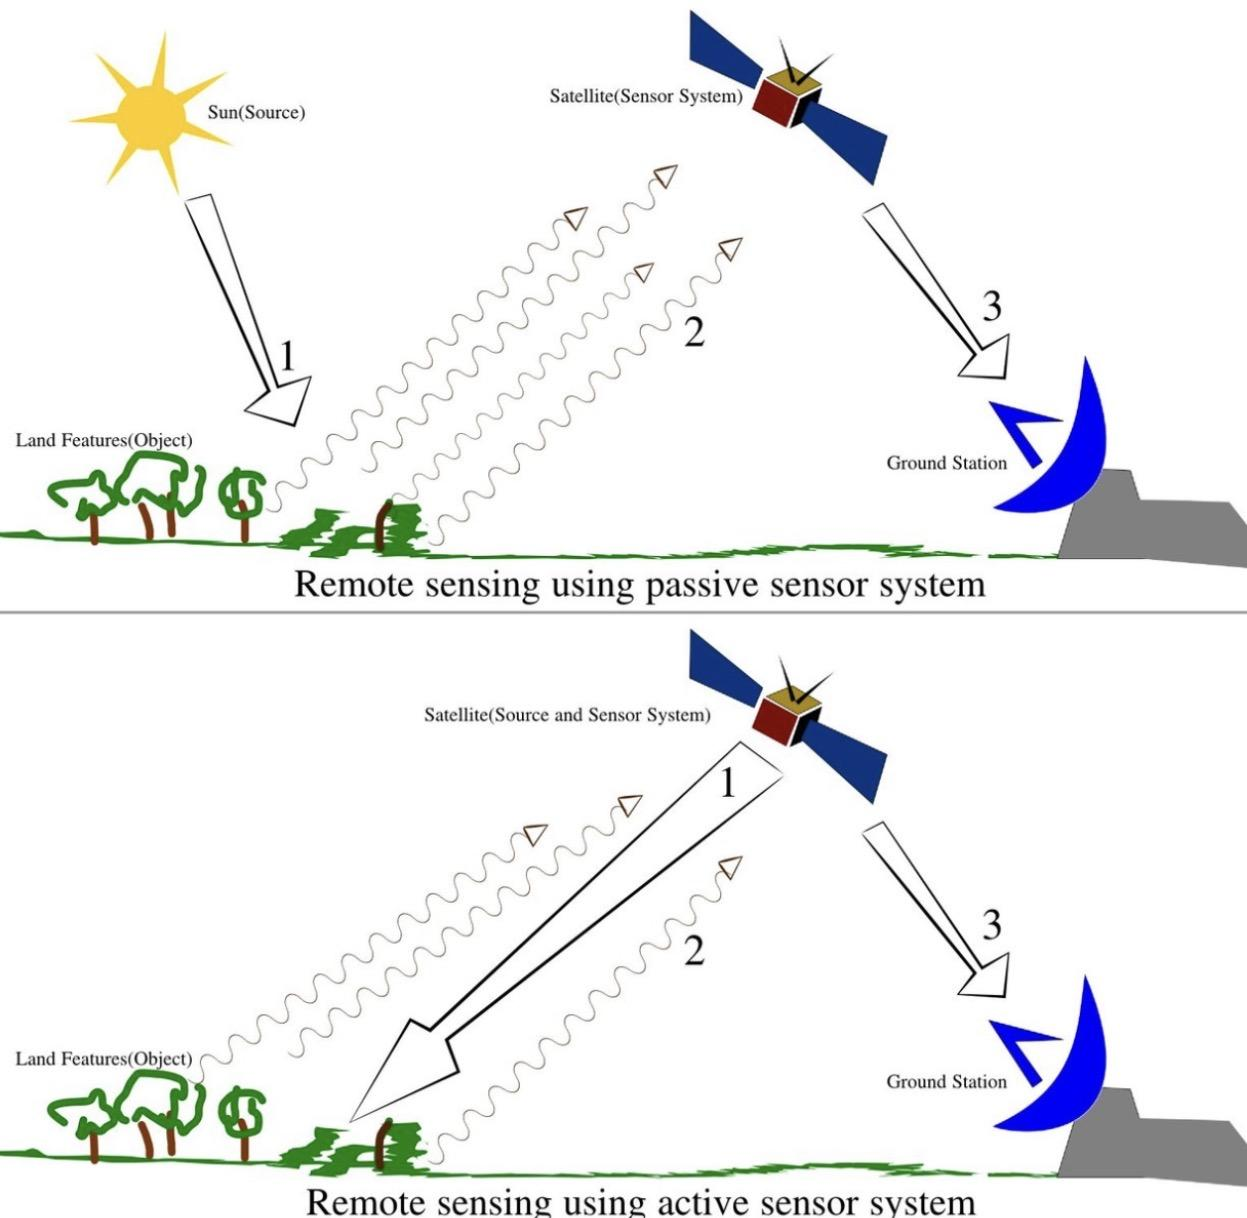 Sun(Source)
Satellite(Sensor System)
1
2
3
Land Features(Object)
Ground Station
Remote sensing using passive sensor system
Satellite(Source and Sensor System)
1
2
3
Land Features(Object)
Ground Station
Remote sensing using active sensor system